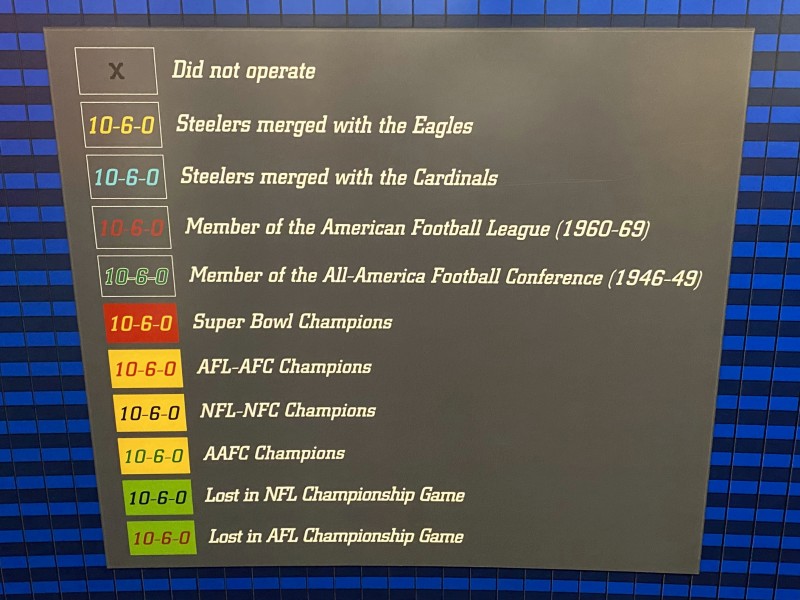 X Did not operate
10-6-0 Steelers merged with the Eagles
10-6-0 Steelers merged with the Cardinals
10-6-0 Member of the American Football League (1960-69)
10-6-0 Member of the All-America Football Conference (1946-49)
10-6-0 Super Bowl Champions
10-6-0 AFL-AFC Champions
10-6-0 NFL-NFC Champions
10-6-0 AAFC Champions
10-6-0 Lost in NFL Championship Game
10-6-0 Lost in AFL Championship Game